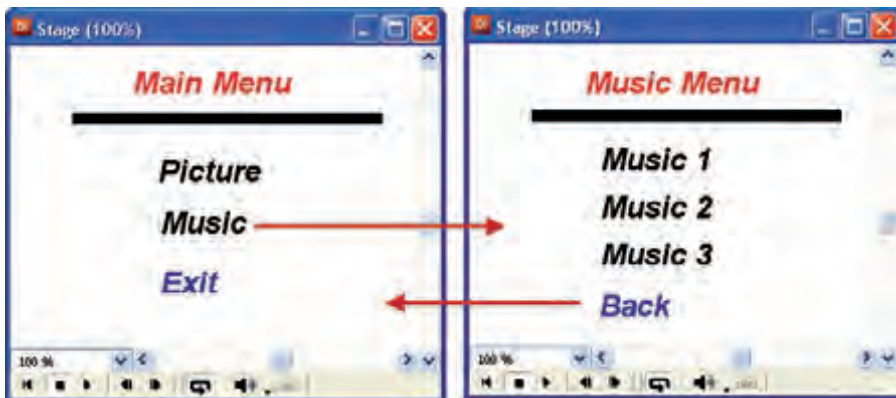 Stage (100%)
Main Menu
Picture
Music
Exit
100 %
Stage (100%)
Music Menu
Music 1
Music 2
Music 3
Back
100 %